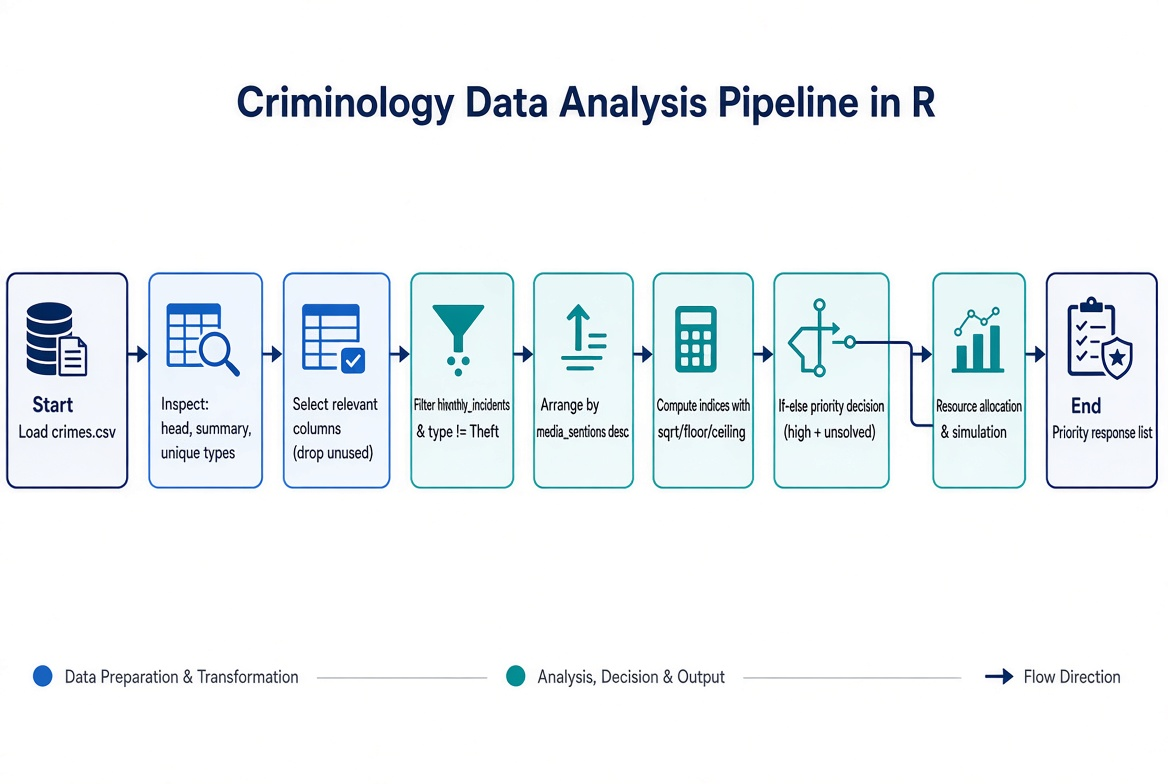 Criminology Data Analysis Pipeline in R
Start
Load crimes.csv
Inspect:
head, summary,
unique types
Select relevant
columns
(drop unused)
Filter
& type != Theft
Arrange by
media_sentions desc
Compute indices with
sqrt/floor/ceiling
If-else priority decision
(high + unsolved)
Resource allocation
& simulation
End
Priority response list
Data Preparation & Transformation
Analysis, Decision & Output
Flow Direction